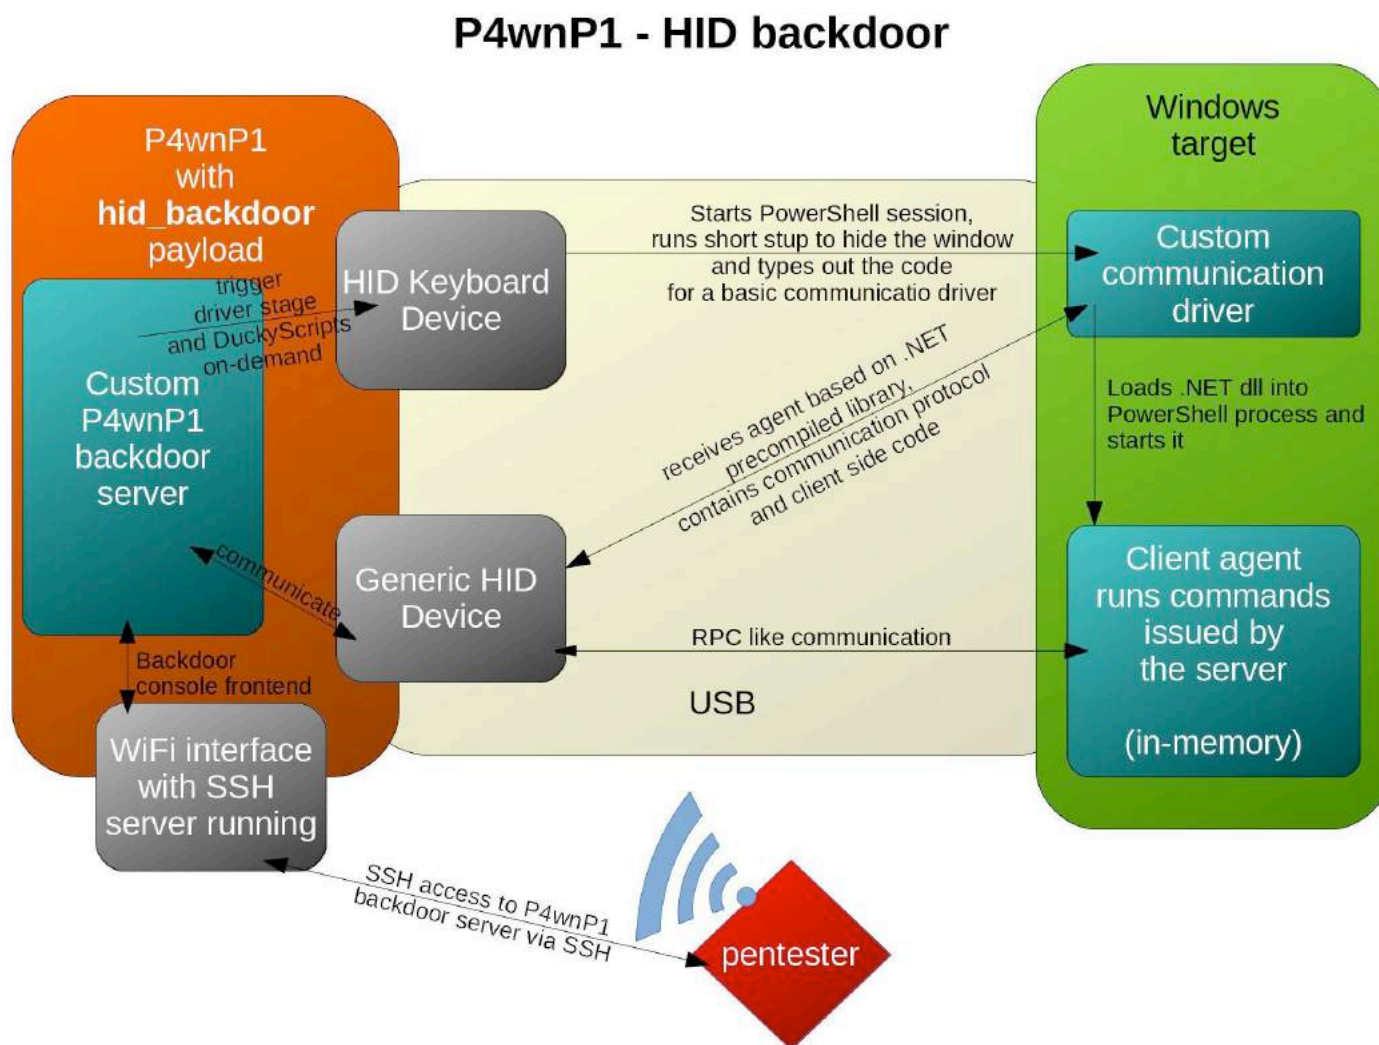 P4wnP1 - HID backdoor
P4wnP1
with
hid_backdoor
payload
trigger
driver stage
and DuckyScripts
on-demand
Custom
P4wnP1
backdoor
server
HID Keyboard
Device
Starts PowerShell session,
runs short stup to hide the window
and types out the code
for a basic communicatio driver
Windows
target
Custom
communication
driver
receives agent based on .NET
precompiled library,
contains communication protocol
and client side code
Loads .NET dll into
PowerShell process and
starts it
communicate
Generic HID
Device
RPC like communication
Client agent
runs commands
issued by
the server
(in-memory)
USB
Backdoor
console frontend
WiFi interface
with SSH
server running
SSH access to P4wnP1
backdoor server via SSH
pentester